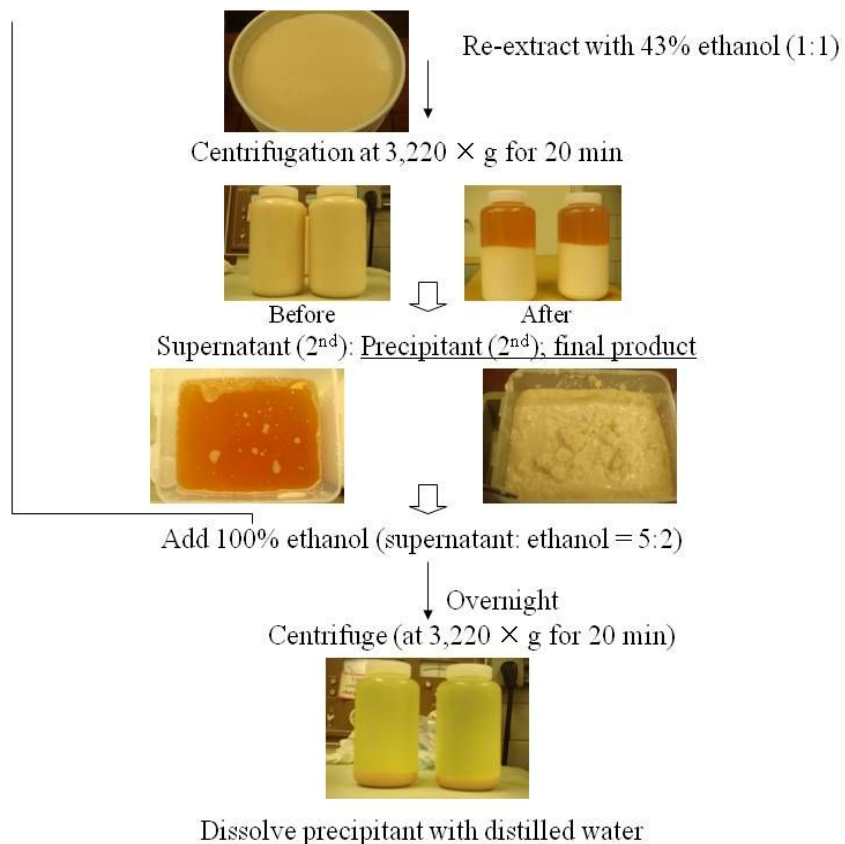 Re-extract with 43% ethanol (1:1)
Centrifugation at 3,220 × g for 20 min
Before
After
Supernatant (2nd): Precipitant (2nd); final product
Add 100% ethanol (supernatant: ethanol = 5:2)
Overnight
Centrifuge (at 3,220 × g for 20 min)
Dissolve precipitant with distilled water